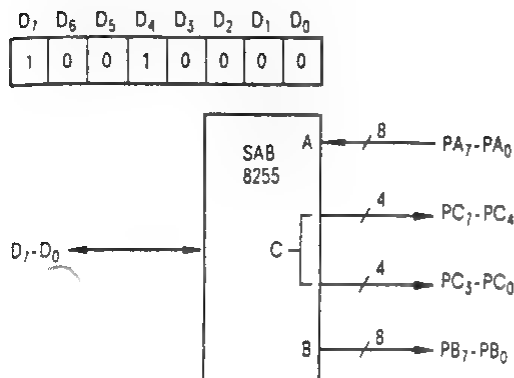 D7 D6 D5 D4 D3 D2 D1 D0
1 0 0 1 0 0 0 0
SAB
8255
A
8
PA7-PA0
4
PC7-PC4
D7-D0
C
4
PC3-PC0
B
8
PB7-PB0